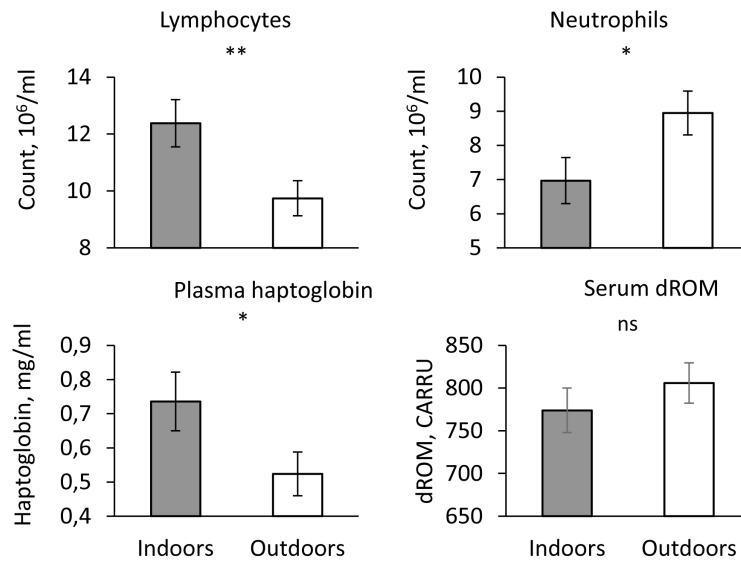 Lymphocytes
**
Count, 10⁶/ml
14
12
10
8
Neutrophils
*
Count, 10⁶/ml
10
9
8
7
6
5
Plasma haptoglobin
*
Haptoglobin, mg/ml
0,9
0,8
0,7
0,6
0,5
0,4
Indoors Outdoors
Serum dROM
ns
dROM, CARRU
850
800
750
700
650
Indoors Outdoors